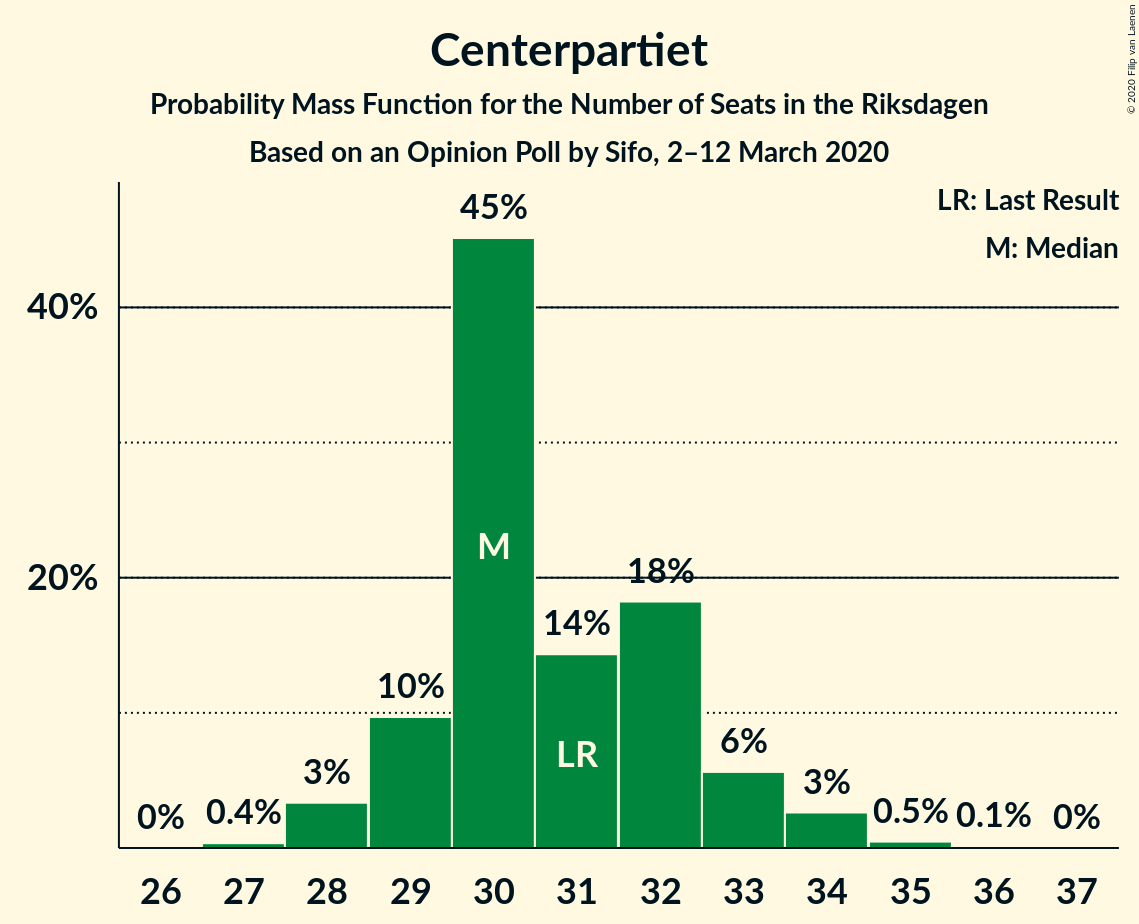 Centerpartiet
Probability Mass Function for the Number of Seats in the Riksdagen
Based on an Opinion Poll by Sifo, 2–12 March 2020
© 2020 Filip van Laenen
LR: Last Result
M: Median
40%
20%
0%
0.4%
3%
10%
45%
14%
18%
6%
3%
0.5%
0.1%
0%
M
LR
26 27 28 29 30 31 32 33 34 35 36 37